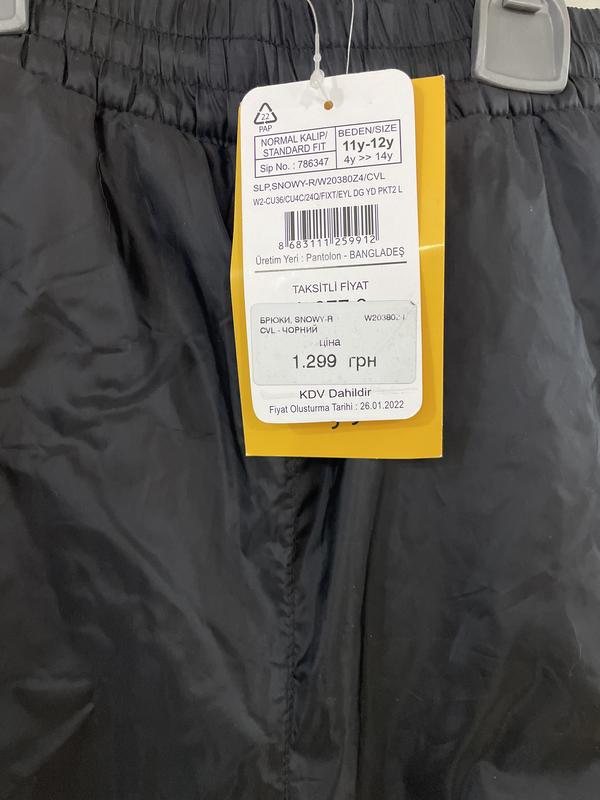 22
PAP
NORMAL KALIP/
STANDARD FIT
Sip No. : 786347
BEDEN/SIZE
11y-12y
4y >> 14y
SLP,SNOWY-R/W20380Z4/CVL
W2-CU36/CU4C/24Q/FIXT/EYL DG YD PKT2 L
8 683111 259912
Üretim Yeri : Pantolon - BANGLADEŞ
TAKSİTLİ FİYAT
БРЮКИ, SNOWY-R
CVL - ЧОРНИЙ
ціна
1.299 грн
KDV Dahildir
Fiyat Olusturma Tarihi : 26.01.2022